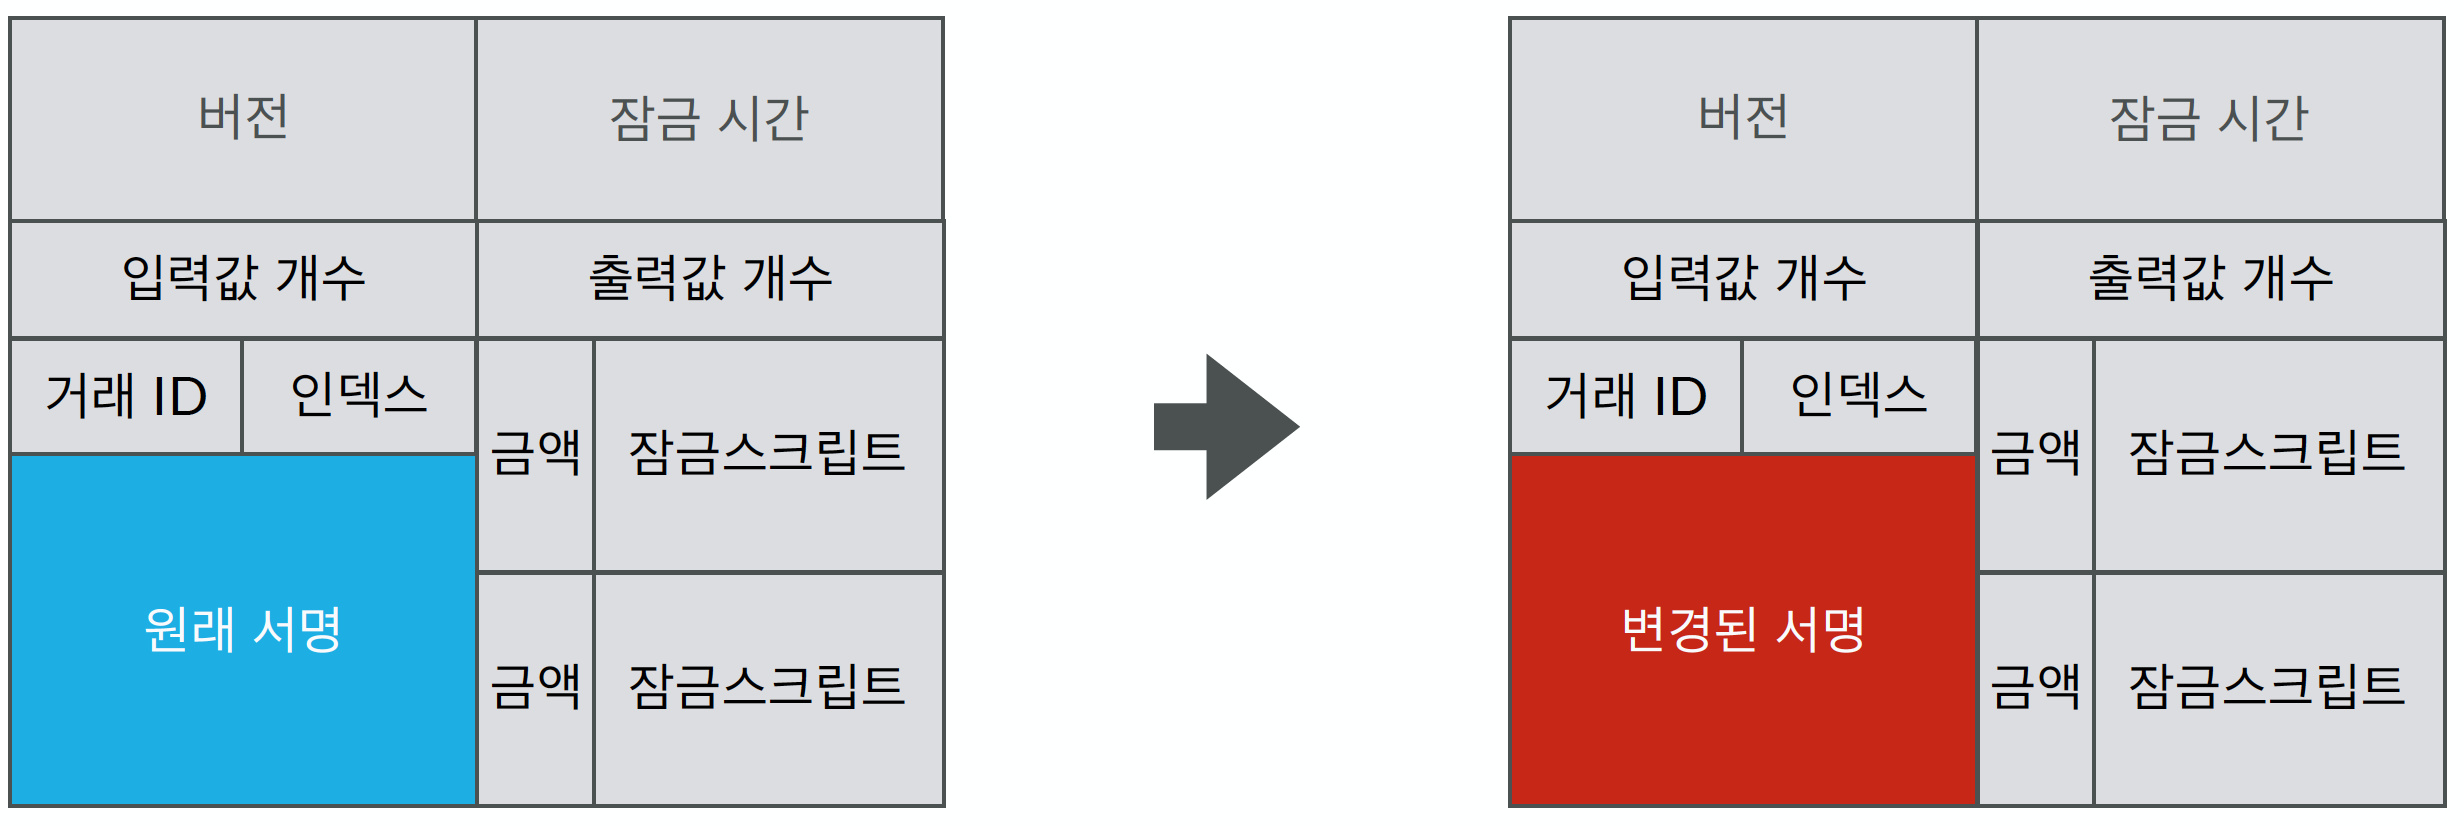 버전
잠금 시간
입력값 개수
출력값 개수
거래 ID
인덱스
금액
잠금스크립트
원래 서명
금액
잠금스크립트
버전
잠금 시간
입력값 개수
출력값 개수
거래 ID
인덱스
금액
잠금스크립트
변경된 서명
금액
잠금스크립트